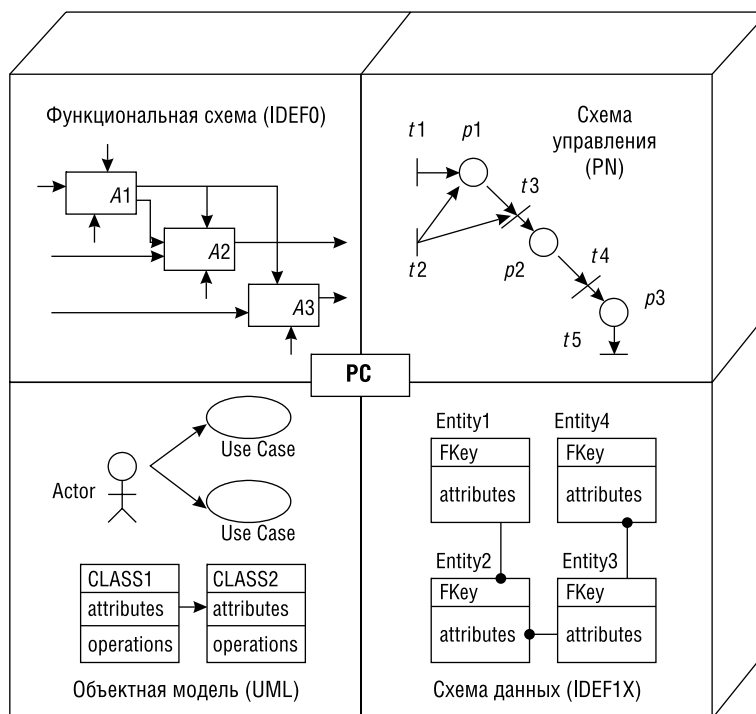 Функциональная схема (IDEF0)
A1
A2
A3
Схема
управления
(PN)
t1
p1
t3
t2
p2
t4
p3
t5
PC
Actor
Use Case
Use Case
CLASS1
attributes
operations
CLASS2
attributes
operations
Объектная модель (UML)
Entity1
FKey
attributes
Entity4
FKey
attributes
Entity2
FKey
attributes
Entity3
FKey
attributes
Схема данных (IDEF1X)